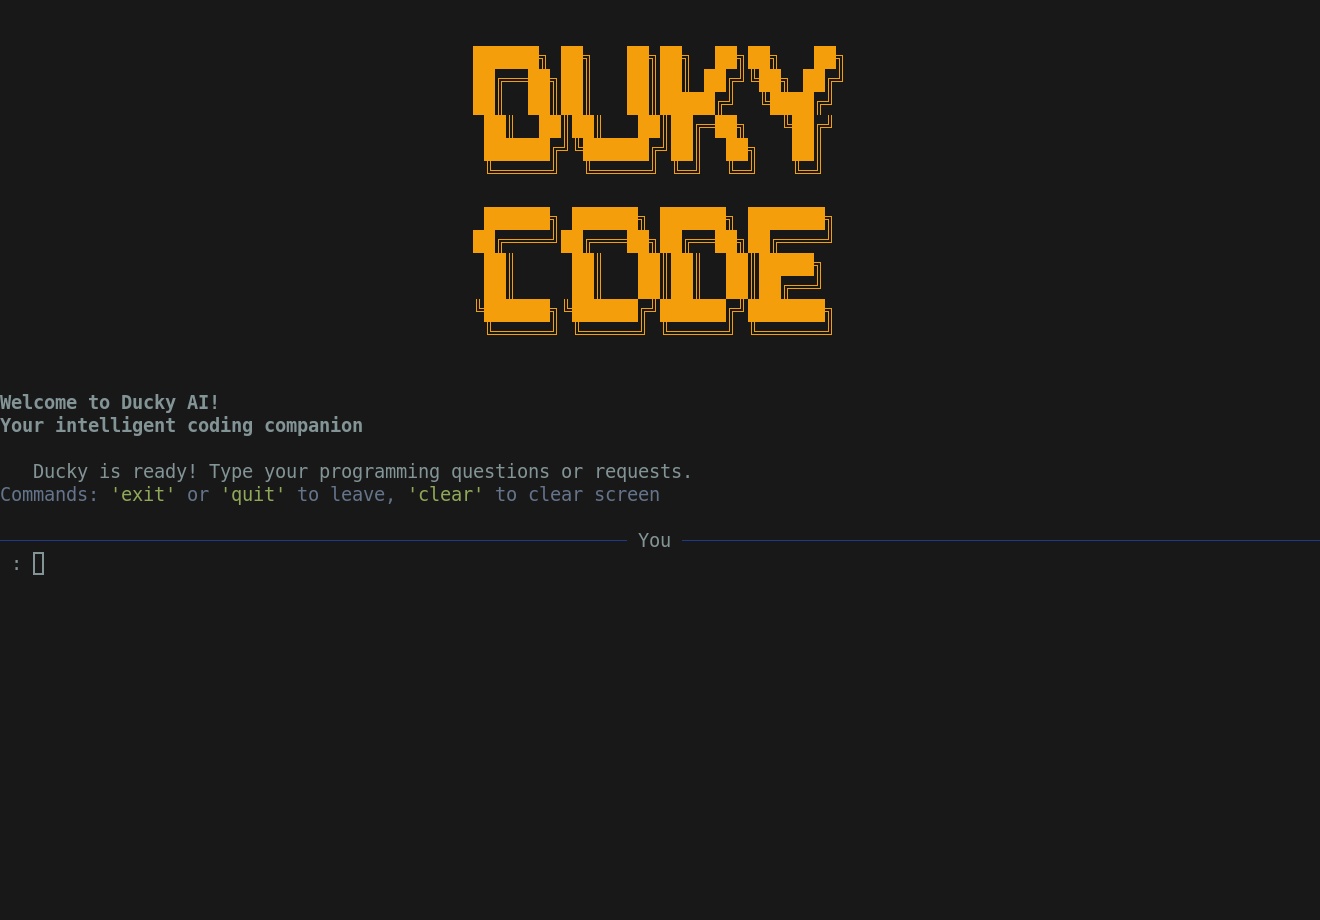 DUKY
CODE
Welcome to Ducky AI!
Your intelligent coding companion
Ducky is ready! Type your programming questions or requests.
Commands: 'exit' or 'quit' to leave, 'clear' to clear screen
You
: